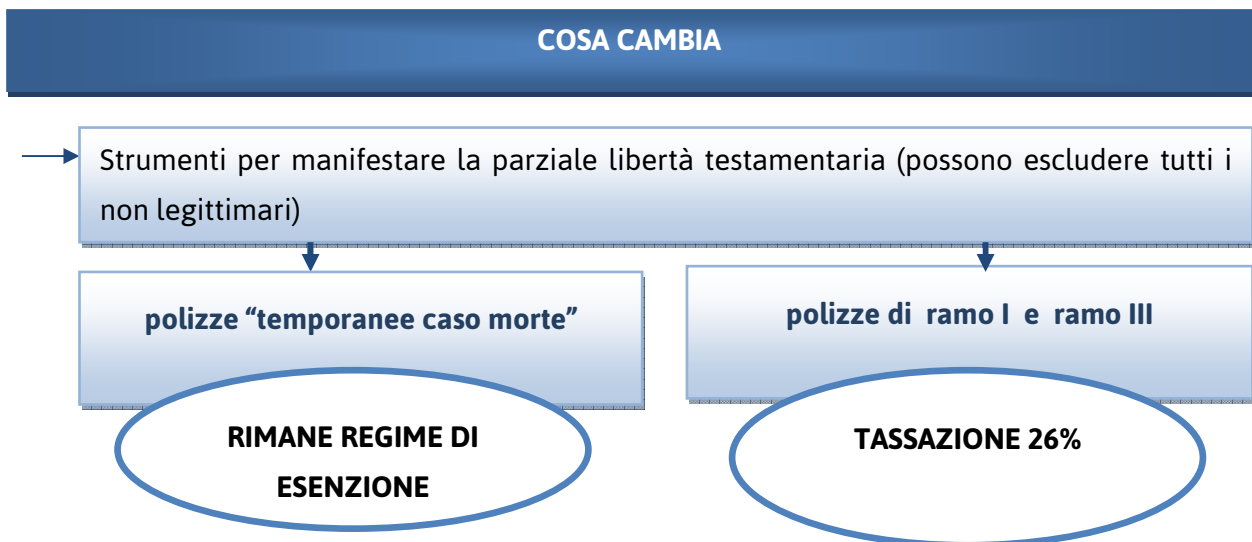 COSA CAMBIA
Strumenti per manifestare la parziale libertà testamentaria (possono escludere tutti i
non legittimari)
polizze “temporanee caso morte”
polizze di ramo I e ramo III
RIMANE REGIME DI
ESENZIONE
TASSAZIONE 26%